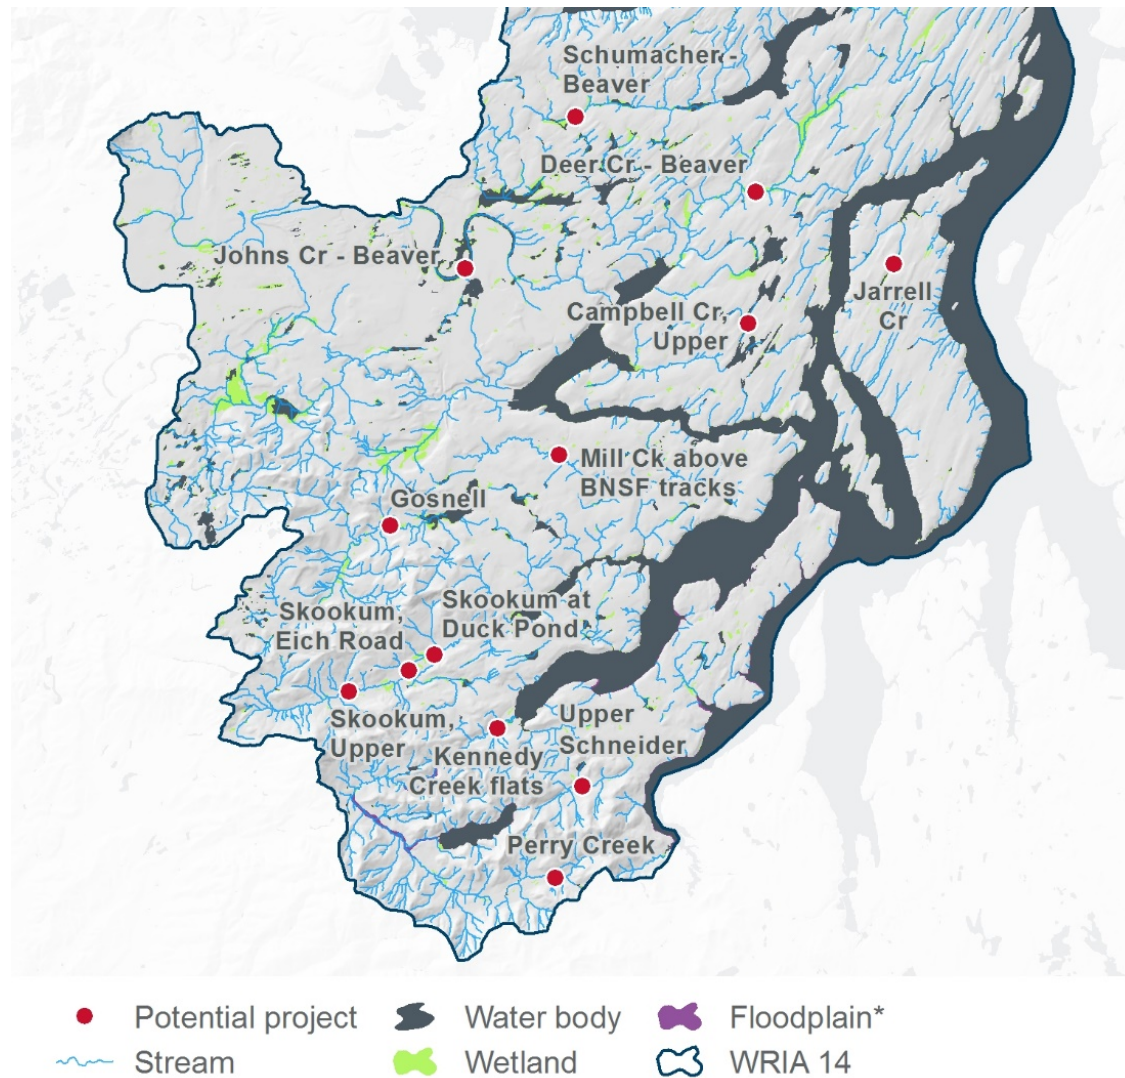 Schumacher -
Beaver
Deer Cr - Beaver
Johns Cr - Beaver
Jarrell
Cr
Campbell Cr,
Upper
Mill Ck above
BNSF tracks
Gosnell
Skookum at
Duck Pond
Skookum,
Eich Road
Skookum,
Upper
Upper
Schneider
Kennedy
Creek flats
Perry Creek
Potential project
Water body
Floodplain*
Stream
Wetland
WRIA 14